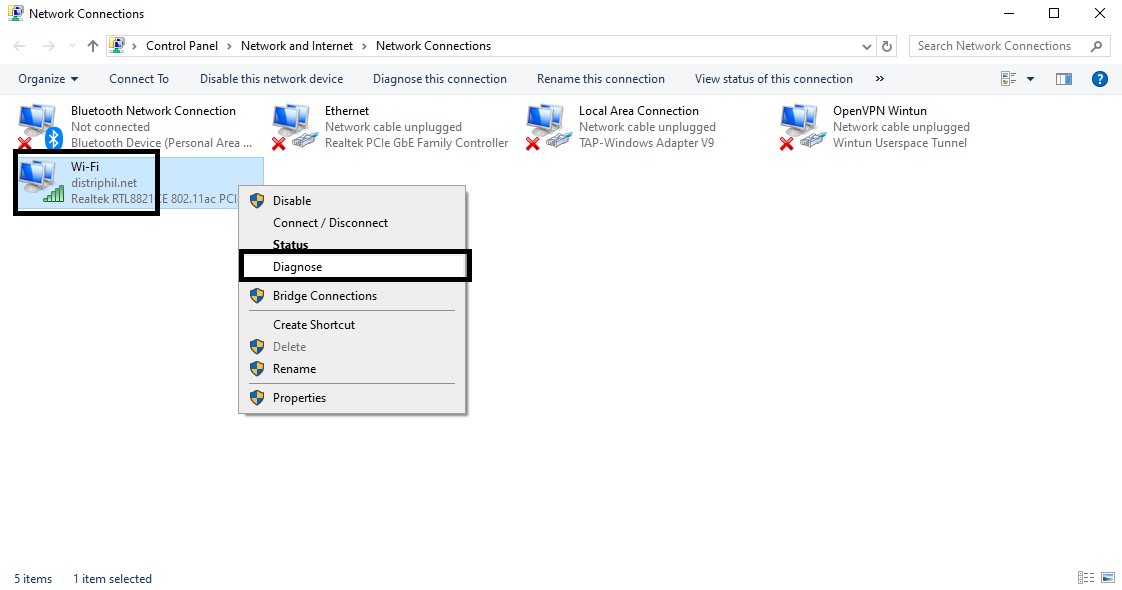 Network Connections
Control Panel > Network and Internet > Network Connections
Search Network Connections
Organize Connect To Disable this network device Diagnose this connection Rename this connection View status of this connection »
Bluetooth Network Connection
Not connected
Bluetooth Device (Personal Area ...
Ethernet
Network cable unplugged
Realtek PCIe GbE Family Controller
Local Area Connection
Network cable unplugged
TAP-Windows Adapter V9
OpenVPN Wintun
Network cable unplugged
Wintun Userspace Tunnel
Wi-Fi
distriphil.net
Realtek RTL8821CE 802.11ac PCI
Disable
Connect / Disconnect
Status
Diagnose
Bridge Connections
Create Shortcut
Delete
Rename
Properties
5 items 1 item selected